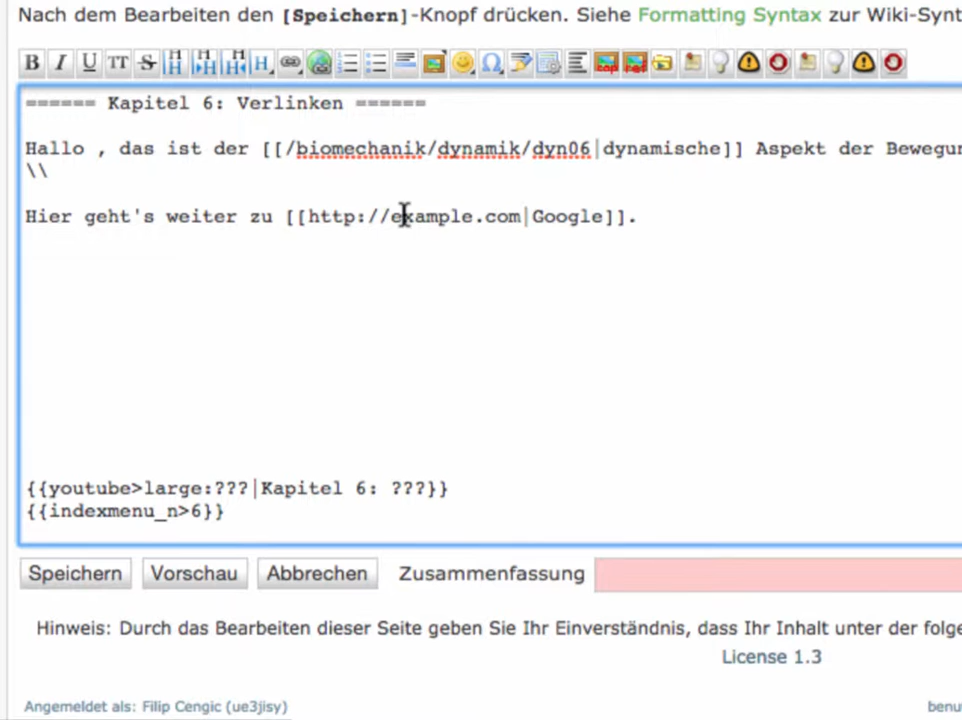 Nach dem Bearbeiten den [Speichern]-Knopf drücken. Siehe Formatting Syntax zur Wiki-Synt
====== Kapitel 6: Verlinken ======
Hallo , das ist der [[/biomechanik/dynamik/dyn06|dynamische]] Aspekt der Bewegun
\\
Hier geht's weiter zu [[http://example.com|Google]].
{{youtube>large:???|Kapitel 6: ???}}
{{indexmenu_n>6}}
Speichern Vorschau Abbrechen Zusammenfassung
Hinweis: Durch das Bearbeiten dieser Seite geben Sie Ihr Einverständnis, dass Ihr Inhalt unter der folge
License 1.3
Angemeldet als: Filip Cengic (ue3jisy) benu